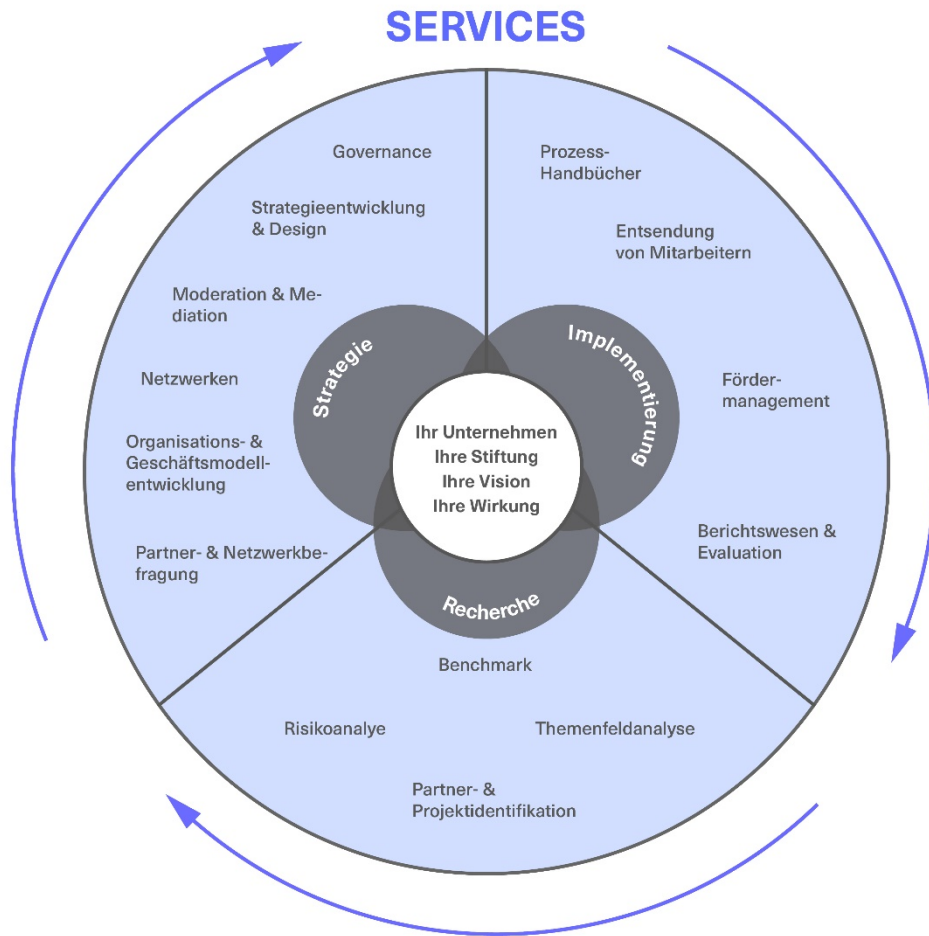 SERVICES
Governance
Strategieentwicklung
& Design
Moderation & Me-
diation
Netzwerken
Organisations- &
Geschäftsmodell-
entwicklung
Partner- & Netzwerkbe-
fragung
Prozess-
Handbücher
Entsendung
von Mitarbeitern
Förder-
management
Berichtswesen &
Evaluation
Strategie
Implementierung
Recherche
Ihr Unternehmen
Ihre Stiftung
Ihre Vision
Ihre Wirkung
Benchmark
Risikoanalye
Themenfeldanalyse
Partner- &
Projektidentifikation